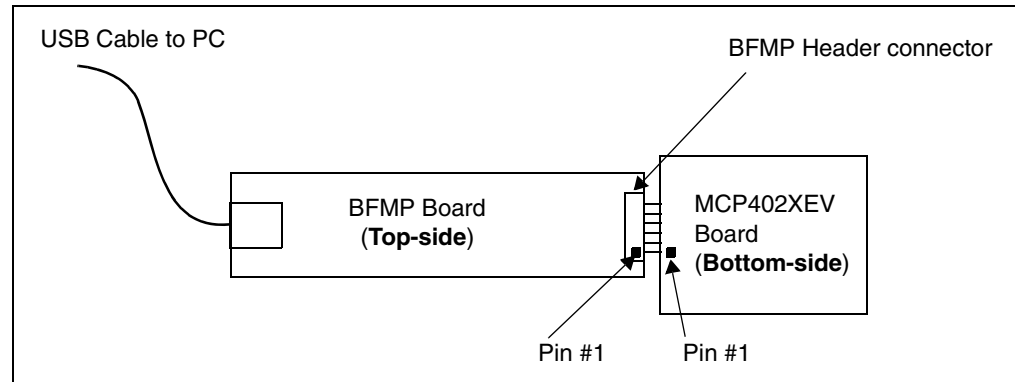 USB Cable to PC
BFMP Header connector
BFMP Board
(Top-side)
MCP402XEV
Board
(Bottom-side)
Pin #1
Pin #1